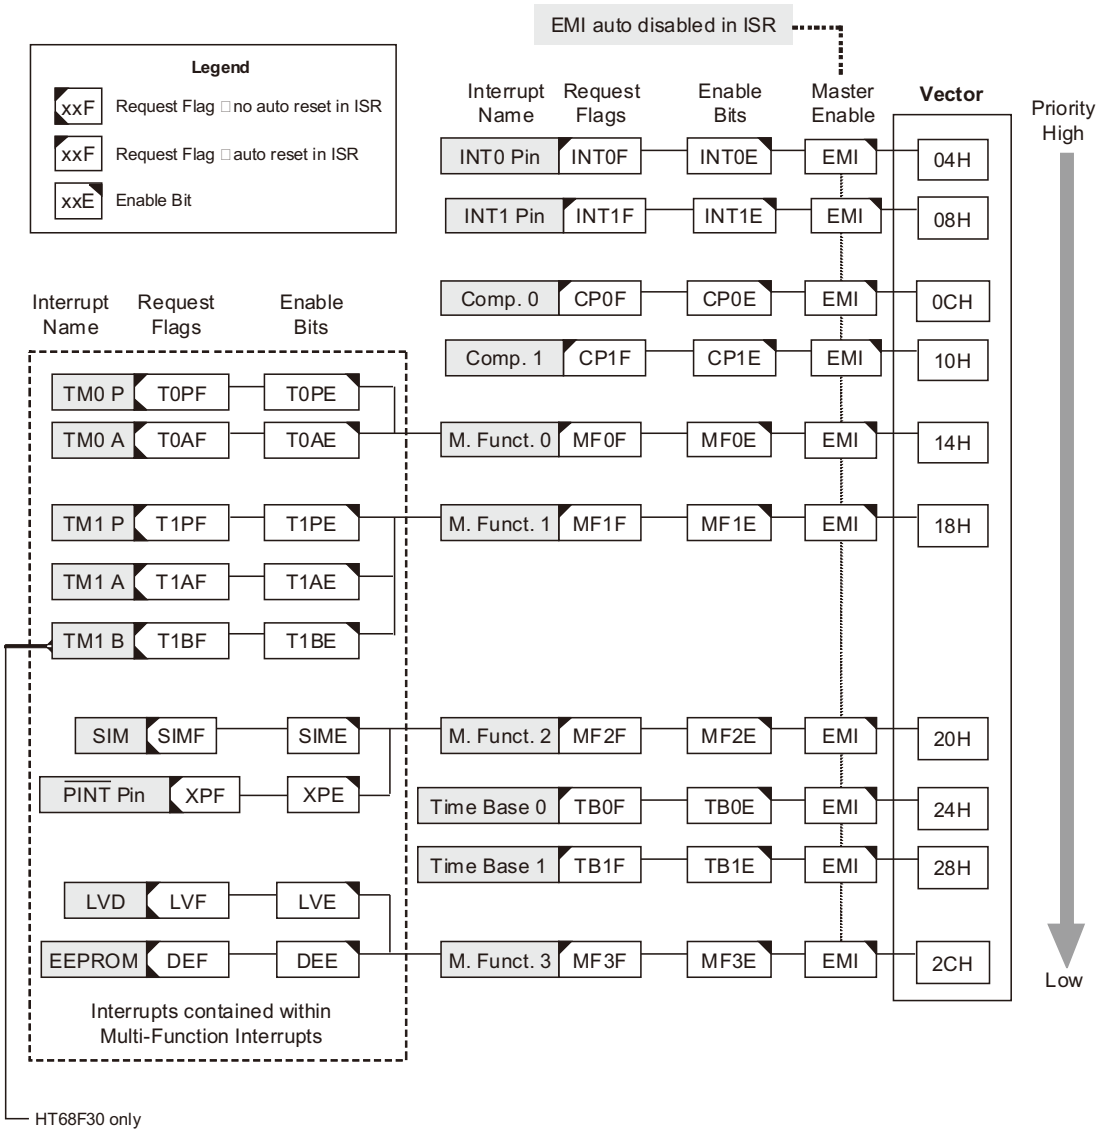 EMI auto disabled in ISR
Legend
xxF Request Flag □no auto reset in ISR
xxF Request Flag □auto reset in ISR
xxE Enable Bit
Interrupt Name
Request Flags
Enable Bits
Master Enable
Vector
Priority
High
INT0 Pin INT0F INT0E EMI 04H
INT1 Pin INT1F INT1E EMI 08H
Comp. 0 CP0F CP0E EMI 0CH
Comp. 1 CP1F CP1E EMI 10H
Interrupt Name
Request Flags
Enable Bits
TM0 P T0PF T0PE
TM0 A T0AF T0AE M. Funct. 0 MF0F MF0E EMI 14H
TM1 P T1PF T1PE M. Funct. 1 MF1F MF1E EMI 18H
TM1 A T1AF T1AE
TM1 B T1BF T1BE
SIM SIMF SIME M. Funct. 2 MF2F MF2E EMI 20H
PINT Pin XPF XPE Time Base 0 TB0F TB0E EMI 24H
Time Base 1 TB1F TB1E EMI 28H
LVD LVF LVE
EEPROM DEF DEE M. Funct. 3 MF3F MF3E EMI 2CH
Low
Interrupts contained within
Multi-Function Interrupts
HT68F30 only